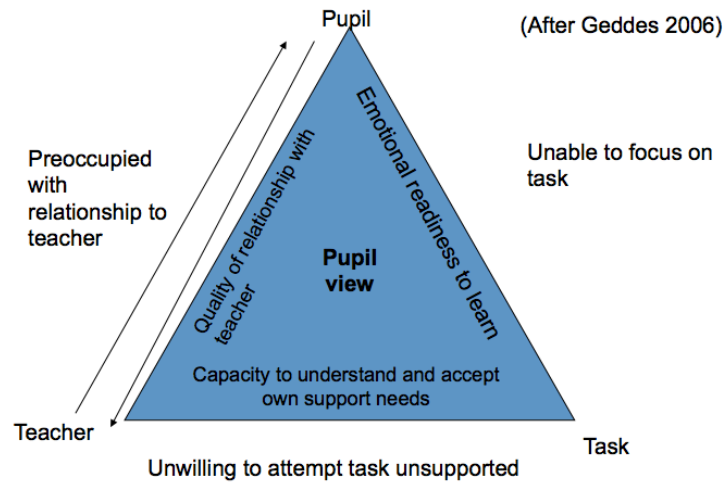 Pupil
(After Geddes 2006)
Preoccupied
with
relationship to
teacher
Quality of relationship with
teacher
Emotional readiness to learn
Unable to focus on
task
Pupil
view
Capacity to understand and accept
own support needs
Teacher
Task
Unwilling to attempt task unsupported